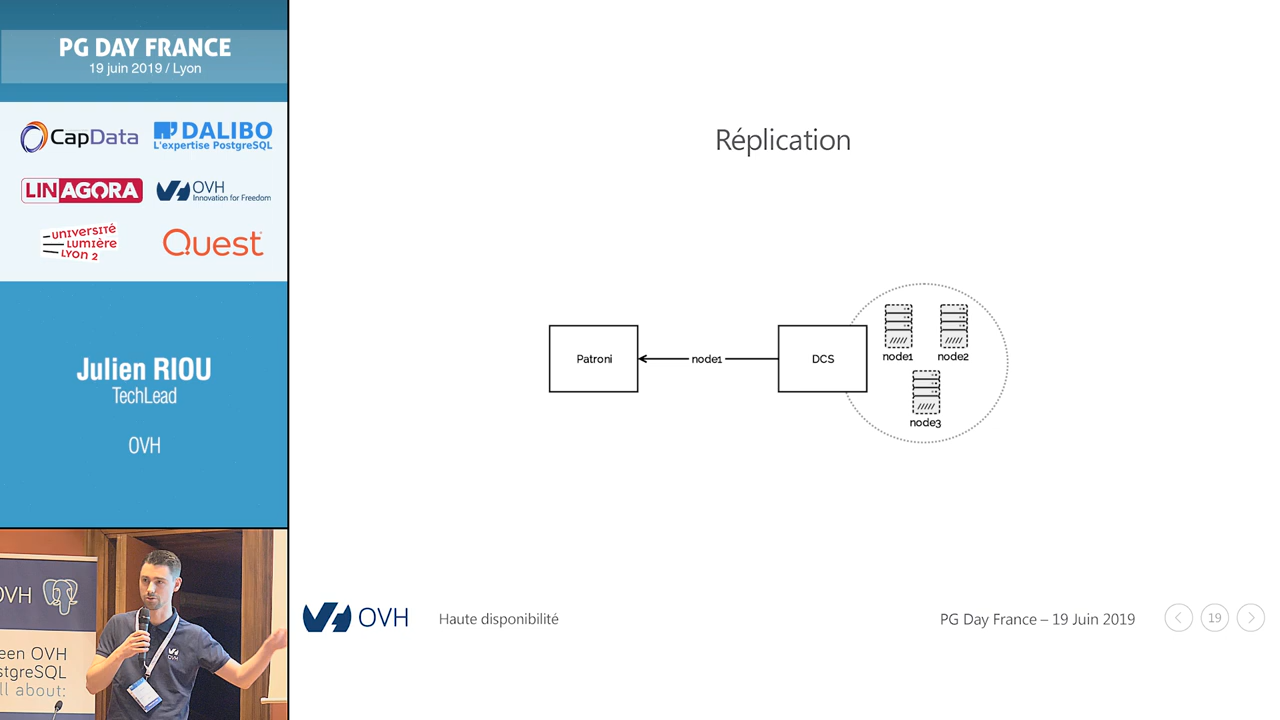 PG DAY FRANCE
19 juin 2019 / Lyon
CapData
DALIBO
L'expertise PostgreSQL
LINAGORA
OVH
Innovation for Freedom
UNIVERSITÉ
LUMIÈRE
LYON 2
Quest
Julien RIOU
TechLead
OVH
OVH
een OVH
stgreSQL
ll about:
OVH
Réplication
Patroni
node1
DCS
node1
node2
node3
OVH
Haute disponibilité
PG Day France – 19 Juin 2019
19